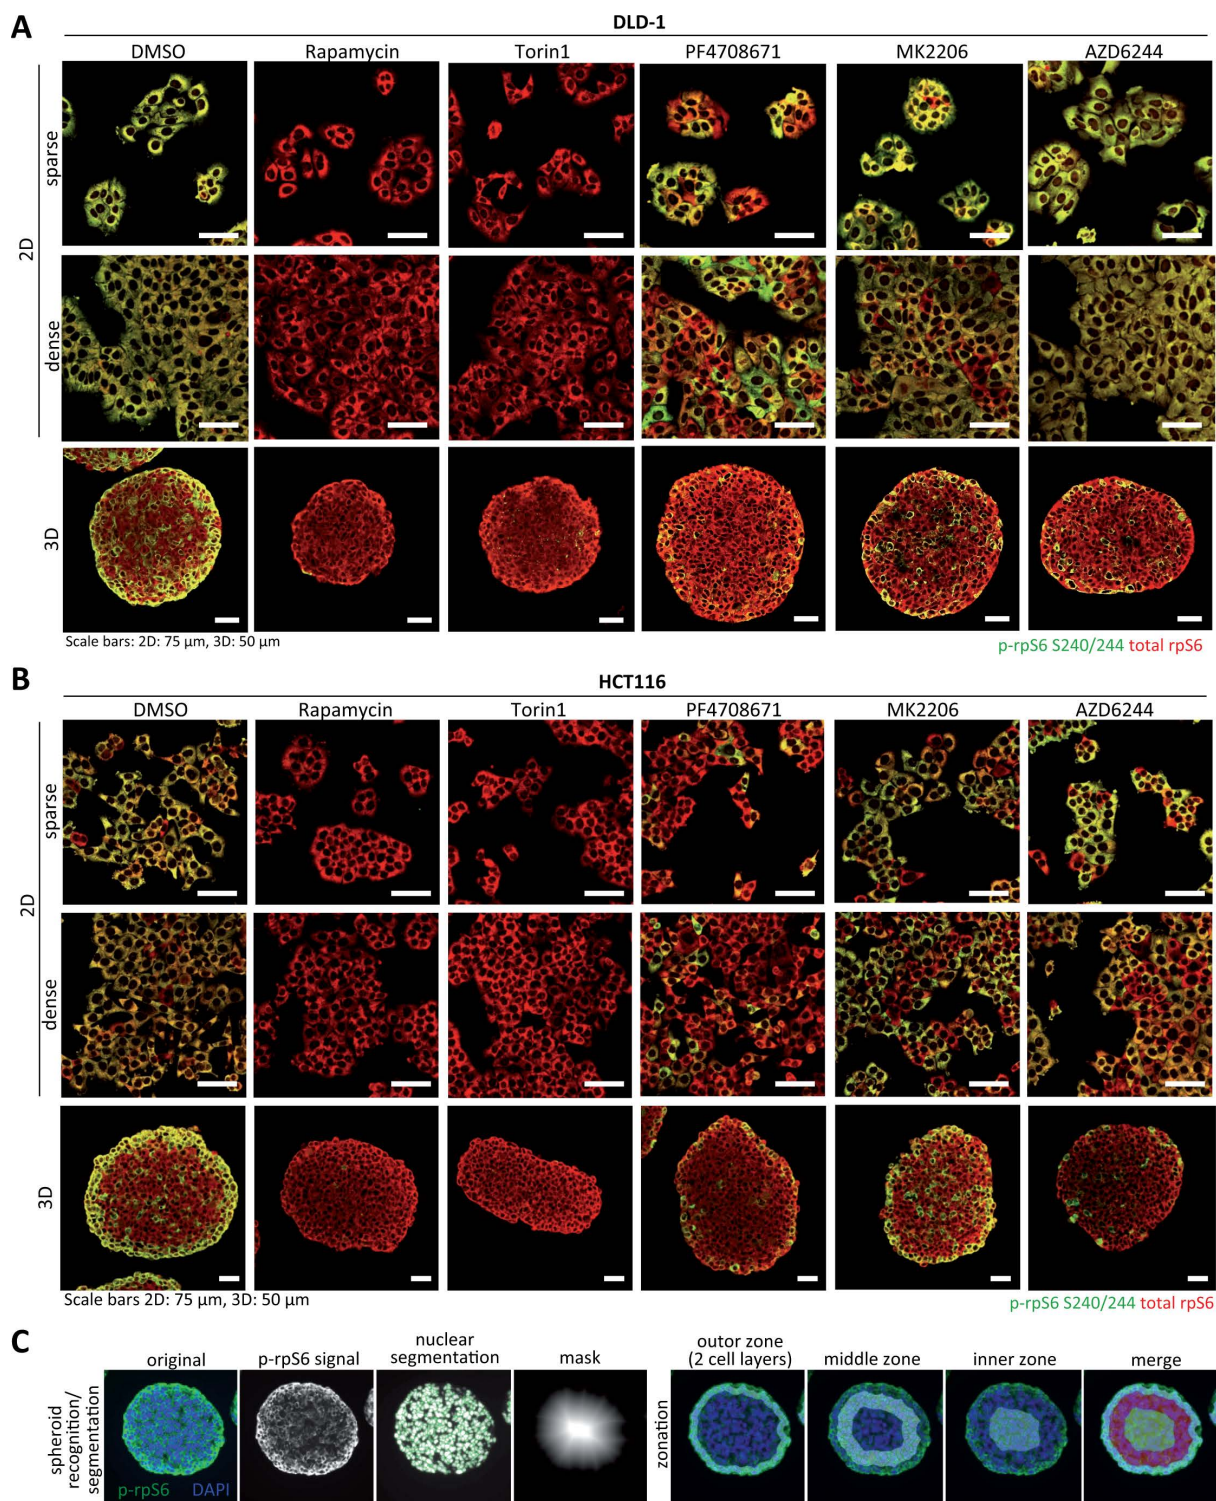 A
DLD-1
DMSO Rapamycin Torin1 PF4708671 MK2206 AZD6244
2D
sparse
dense
3D
Scale bars: 2D: 75 µm, 3D: 50 µm
p-rpS6 S240/244 total rpS6
B
HCT116
DMSO Rapamycin Torin1 PF4708671 MK2206 AZD6244
2D
sparse
dense
3D
Scale bars 2D: 75 µm, 3D: 50 µm
p-rpS6 S240/244 total rpS6
C
spheroid
recognition/
segmentation
original
p-rpS6 signal
nuclear
segmentation
mask
p-rpS6 DAPI
zonation
outor zone
(2 cell layers)
middle zone
inner zone
merge